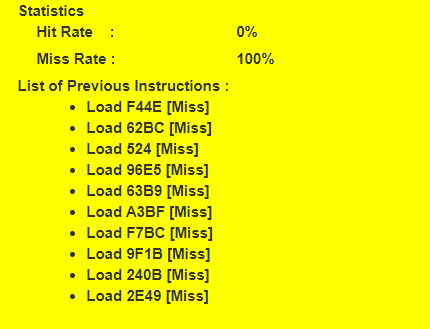 Statistics
Hit Rate : 0%
Miss Rate : 100%
List of Previous Instructions :
• Load F44E [Miss]
• Load 62BC [Miss]
• Load 524 [Miss]
• Load 96E5 [Miss]
• Load 63B9 [Miss]
• Load A3BF [Miss]
• Load F7BC [Miss]
• Load 9F1B [Miss]
• Load 240B [Miss]
• Load 2E49 [Miss]